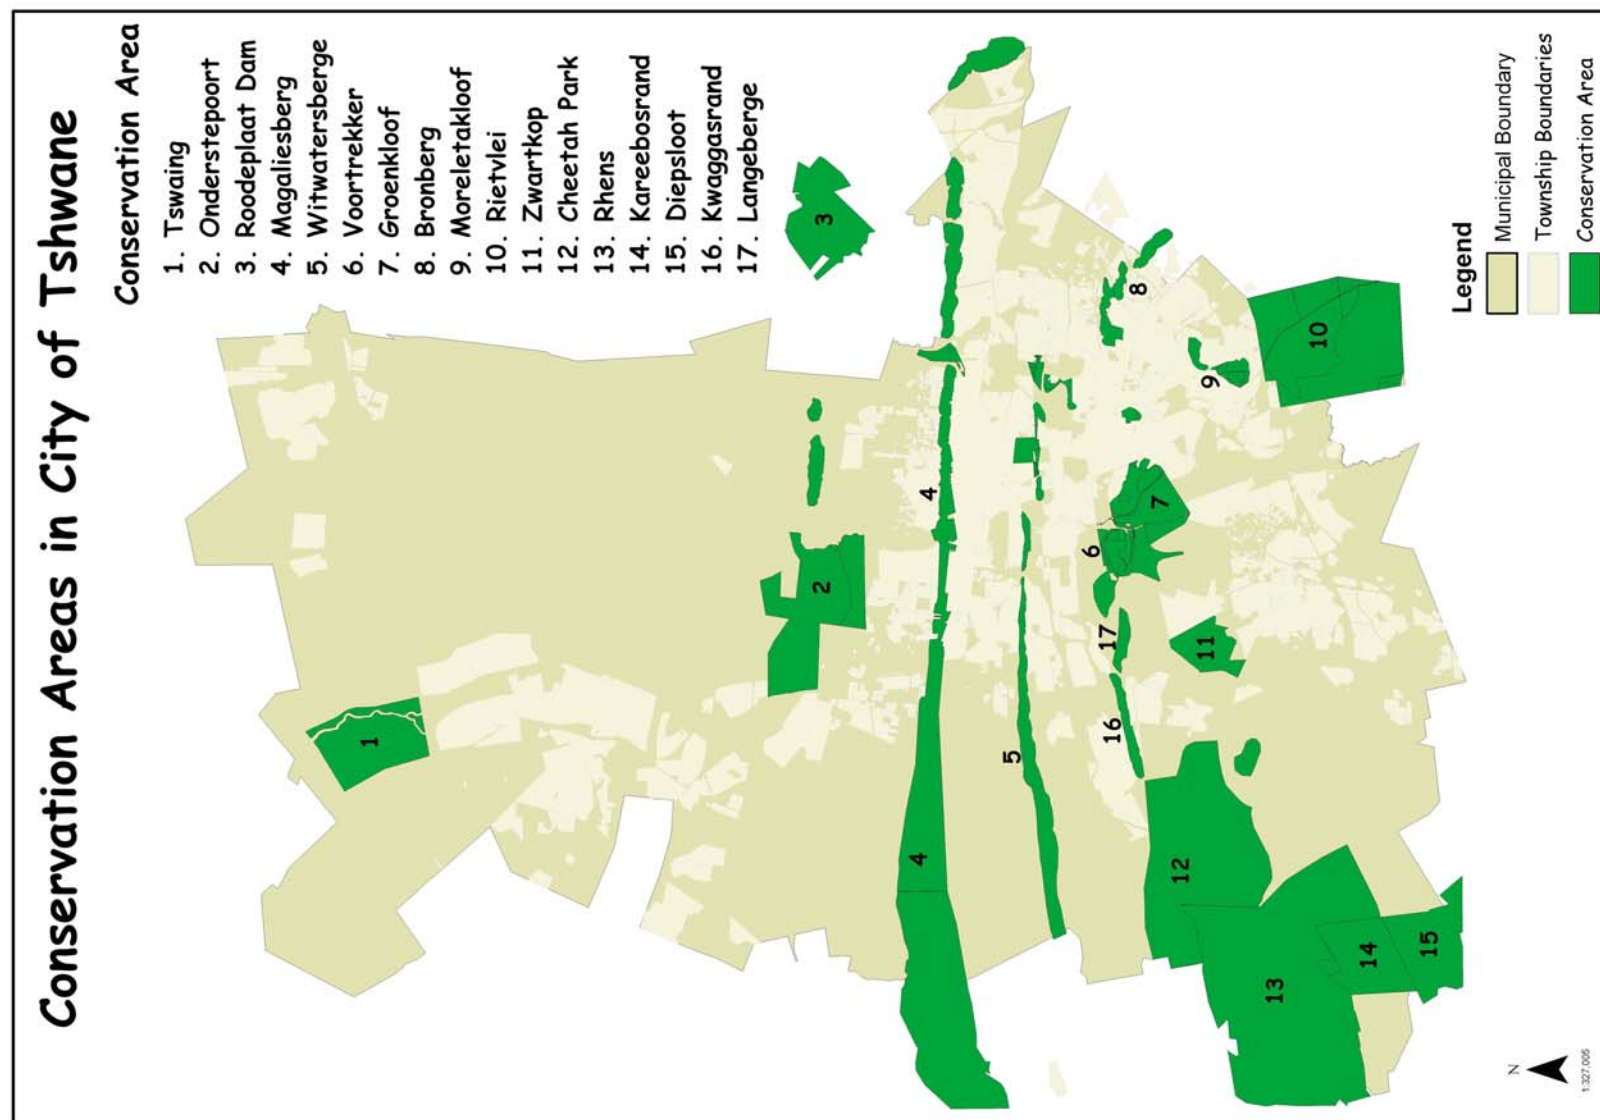 Conservation Areas in City of Tshwane
Conservation Area
1. Tswaing
2. Onderstepoort
3. Roodeplaat Dam
4. Magaliesberg
5. Witwatersberge
6. Voortrekker
7. Groenkloof
8. Bronberg
9. Moreletakloof
10. Rietvlei
11. Zwartkop
12. Cheetah Park
13. Rhens
14. Kareebosrand
15. Diepsloot
16. Kwaggasrand
17. Langeberge
1
2
3
4
4
5
6
7
8
9
10
11
12
13
14
15
16
17
Legend
Municipal Boundary
Township Boundaries
Conservation Area
N
1:327,005